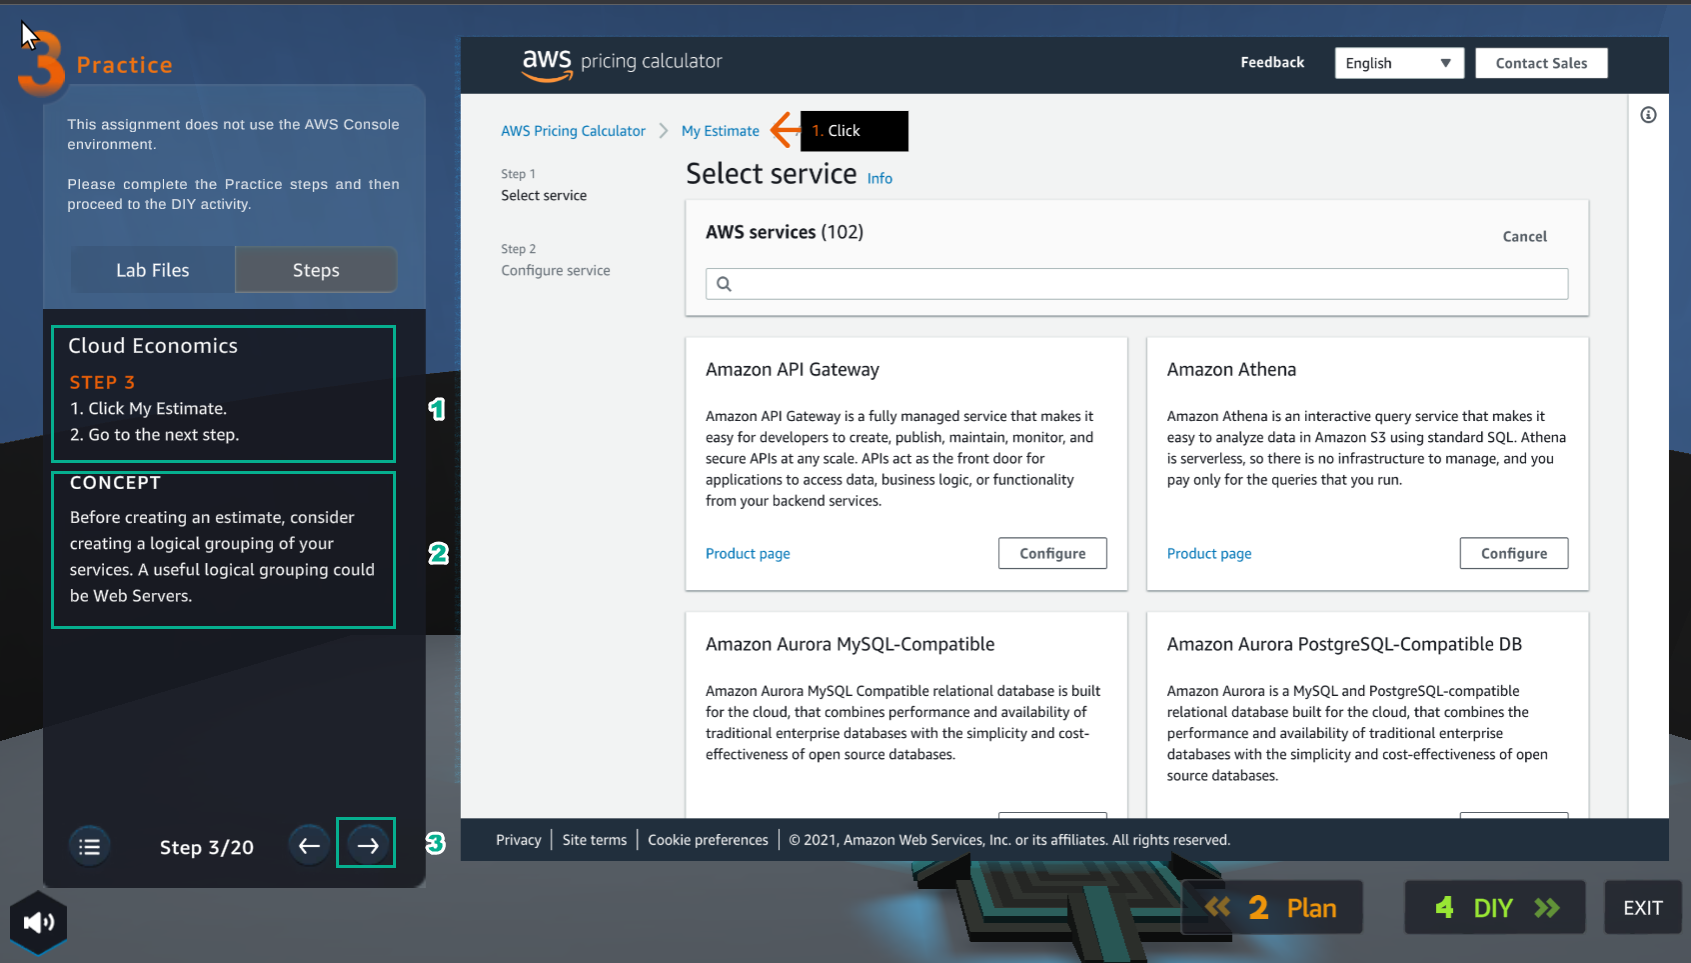 3 Practice
This assignment does not use the AWS Console
environment.
Please complete the Practice steps and then
proceed to the DIY activity.
Lab Files
Steps
Cloud Economics
STEP 3
1. Click My Estimate.
2. Go to the next step.
1
CONCEPT
Before creating an estimate, consider
creating a logical grouping of your
services. A useful logical grouping could
be Web Servers.
2
Step 3/20
3
aws pricing calculator
Feedback
English
Contact Sales
AWS Pricing Calculator
My Estimate
1. Click
Step 1
Select service
Step 2
Configure service
Select service Info
AWS services (102)
Cancel
Amazon API Gateway
Amazon API Gateway is a fully managed service that makes it
easy for developers to create, publish, maintain, monitor, and
secure APIs at any scale. APIs act as the front door for
applications to access data, business logic, or functionality
from your backend services.
Product page
Configure
Amazon Athena
Amazon Athena is an interactive query service that makes it
easy to analyze data in Amazon S3 using standard SQL. Athena
is serverless, so there is no infrastructure to manage, and you
pay only for the queries that you run.
Product page
Configure
Amazon Aurora MySQL-Compatible
Amazon Aurora MySQL Compatible relational database is built
for the cloud, that combines performance and availability of
traditional enterprise databases with the simplicity and cost-
effectiveness of open source databases.
Amazon Aurora PostgreSQL-Compatible DB
Amazon Aurora is a MySQL and PostgreSQL-compatible
relational database built for the cloud, that combines the
performance and availability of traditional enterprise
databases with the simplicity and cost-effectiveness of open
source databases.
Privacy | Site terms | Cookie preferences | © 2021, Amazon Web Services, Inc. or its affiliates. All rights reserved.
2 Plan
4 DIY
EXIT